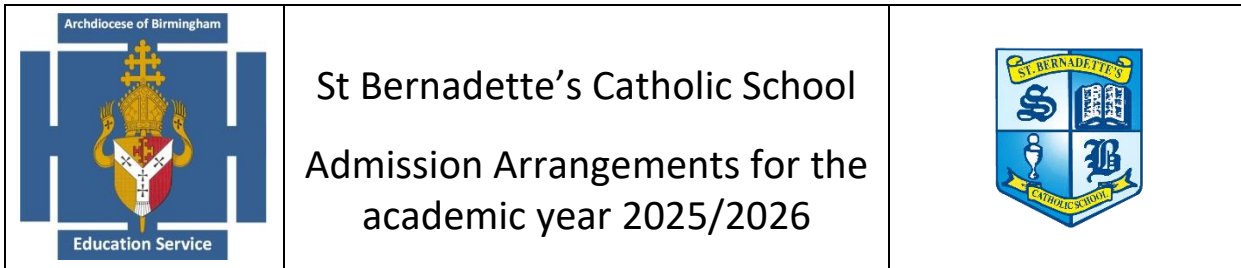 Archdiocese of Birmingham
Education Service
St Bernadette’s Catholic School
Admission Arrangements for the
academic year 2025/2026
ST. BERNADETTE'S
S
B
CATHOLIC SCHOOL